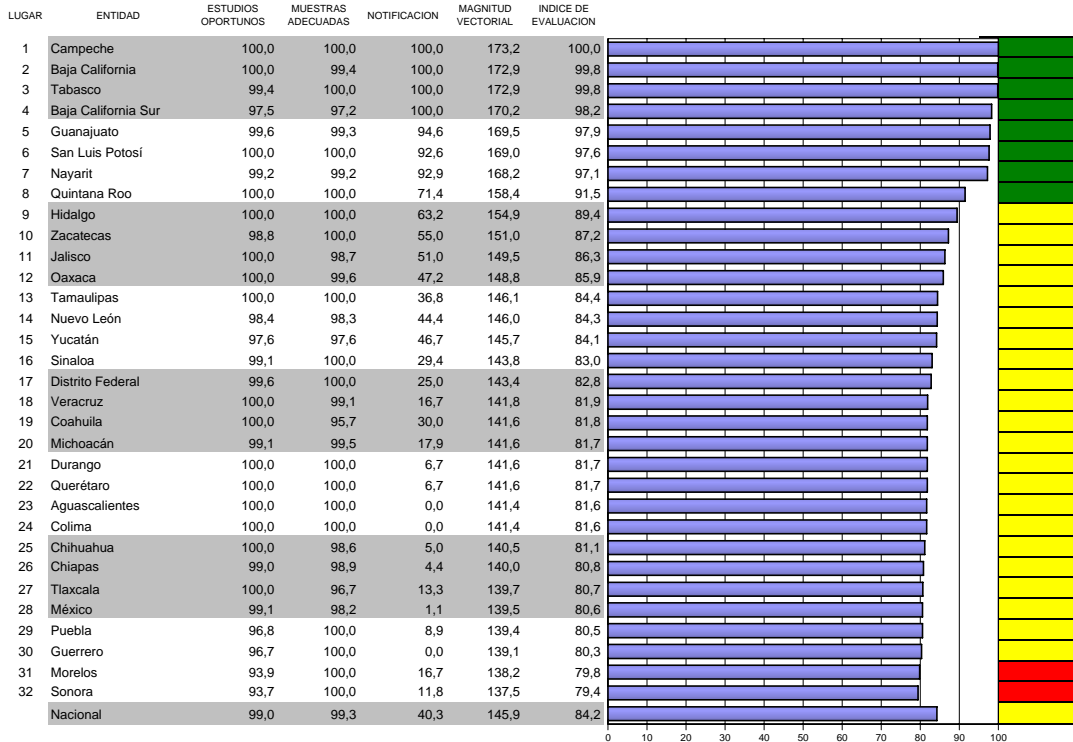 LUGAR ENTIDAD ESTUDIOS OPORTUNOS MUESTRAS ADECUADAS NOTIFICACION MAGNITUD VECTORIAL INDICE DE EVALUACION
1 Campeche 100,0 100,0 100,0 173,2 100,0
2 Baja California 100,0 99,4 100,0 172,9 99,8
3 Tabasco 99,4 100,0 100,0 172,9 99,8
4 Baja California Sur 97,5 97,2 100,0 170,2 98,2
5 Guanajuato 99,6 99,3 94,6 169,5 97,9
6 San Luis Potosí 100,0 100,0 92,6 169,0 97,6
7 Nayarit 99,2 99,2 92,9 168,2 97,1
8 Quintana Roo 100,0 100,0 71,4 158,4 91,5
9 Hidalgo 100,0 100,0 63,2 154,9 89,4
10 Zacatecas 98,8 100,0 55,0 151,0 87,2
11 Jalisco 100,0 98,7 51,0 149,5 86,3
12 Oaxaca 100,0 99,6 47,2 148,8 85,9
13 Tamaulipas 100,0 100,0 36,8 146,1 84,4
14 Nuevo León 98,4 98,3 44,4 146,0 84,3
15 Yucatán 97,6 97,6 46,7 145,7 84,1
16 Sinaloa 99,1 100,0 29,4 143,8 83,0
17 Distrito Federal 99,6 100,0 25,0 143,4 82,8
18 Veracruz 100,0 99,1 16,7 141,8 81,9
19 Coahuila 100,0 95,7 30,0 141,6 81,8
20 Michoacán 99,1 99,5 17,9 141,6 81,7
21 Durango 100,0 100,0 6,7 141,6 81,7
22 Querétaro 100,0 100,0 6,7 141,6 81,7
23 Aguascalientes 100,0 100,0 0,0 141,4 81,6
24 Colima 100,0 100,0 0,0 141,4 81,6
25 Chihuahua 100,0 98,6 5,0 140,5 81,1
26 Chiapas 99,0 98,9 4,4 140,0 80,8
27 Tlaxcala 100,0 96,7 13,3 139,7 80,7
28 México 99,1 98,2 1,1 139,5 80,6
29 Puebla 96,8 100,0 8,9 139,4 80,5
30 Guerrero 96,7 100,0 0,0 139,1 80,3
31 Morelos 93,9 100,0 16,7 138,2 79,8
32 Sonora 93,7 100,0 11,8 137,5 79,4
Nacional 99,0 99,3 40,3 145,9 84,2
0 10 20 30 40 50 60 70 80 90 100